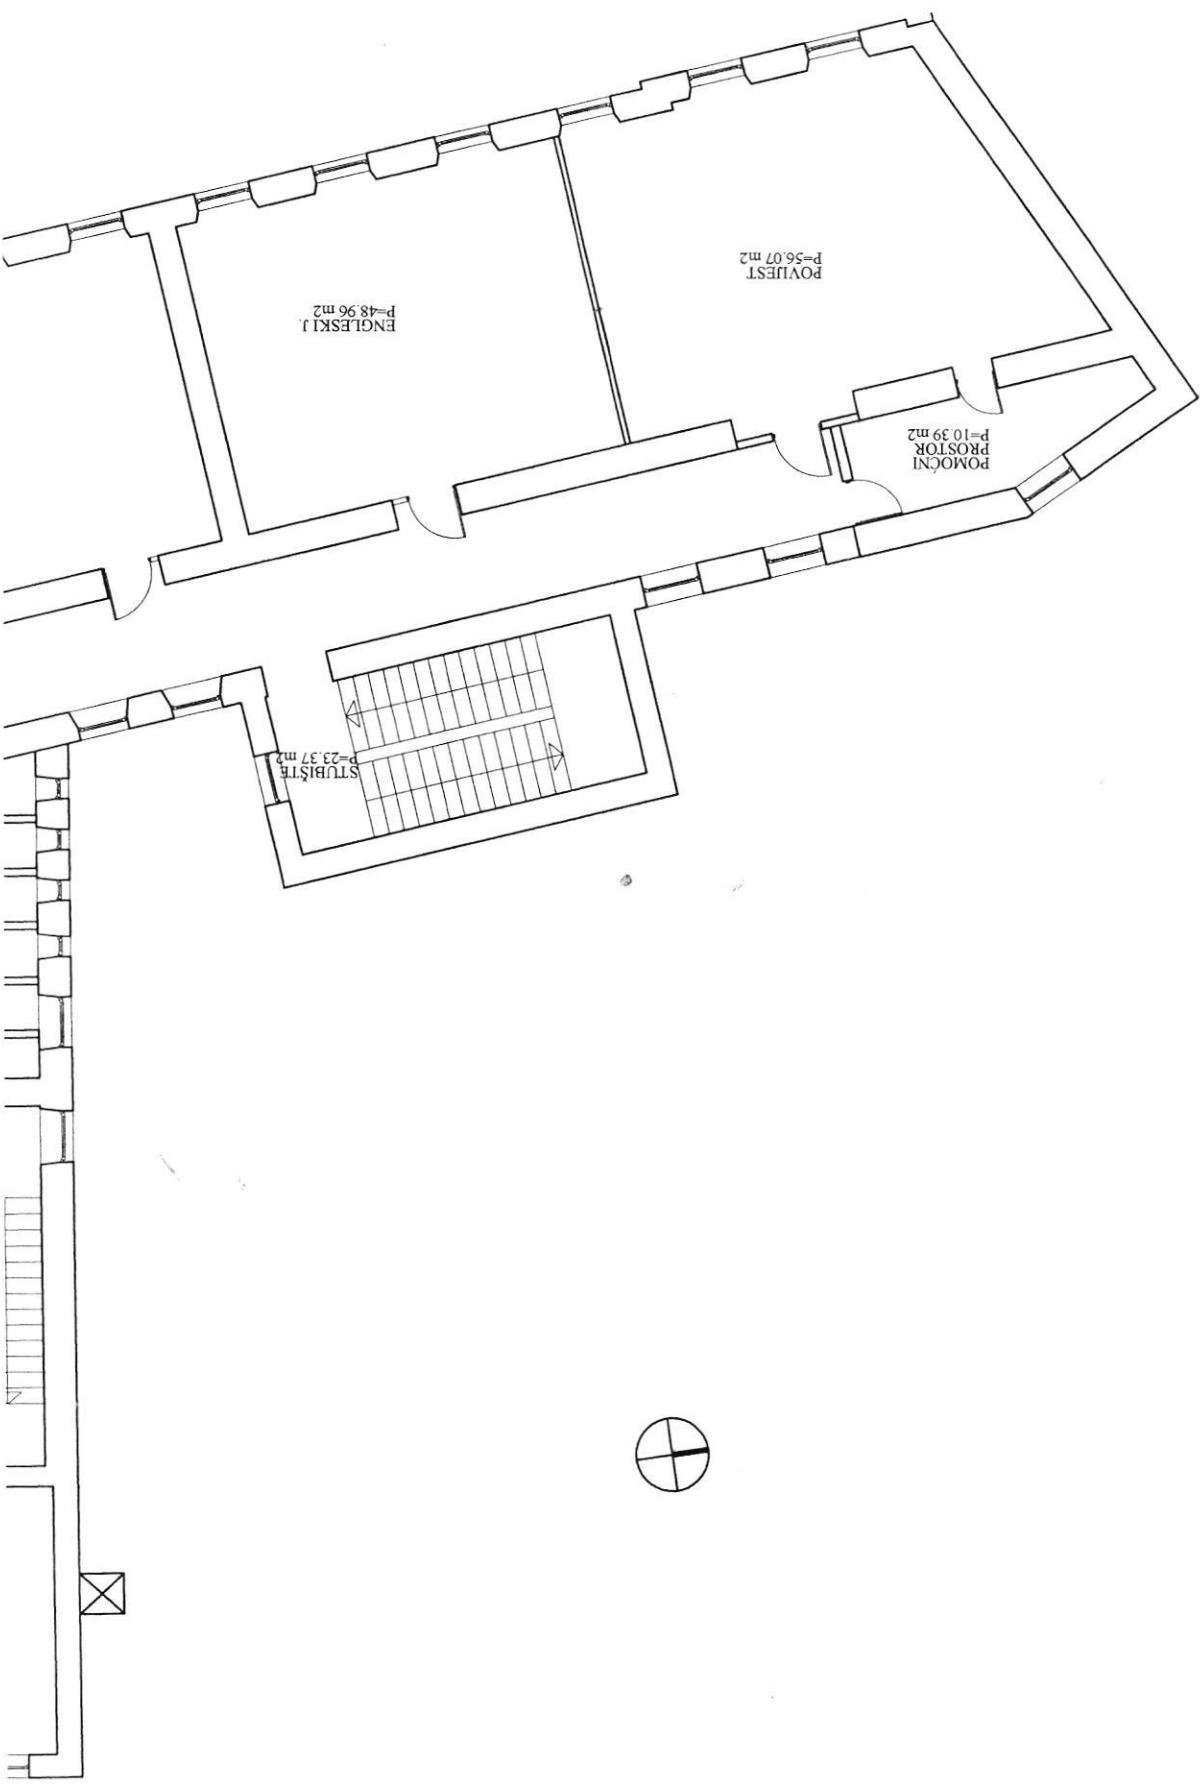 POVIJEST
P=56.07 m2
ENGLESKI J.
P=48.96 m2
POMOĆNI
PROSTOR
P=10.39 m2
STUBIŠTE
P=23.37 m2